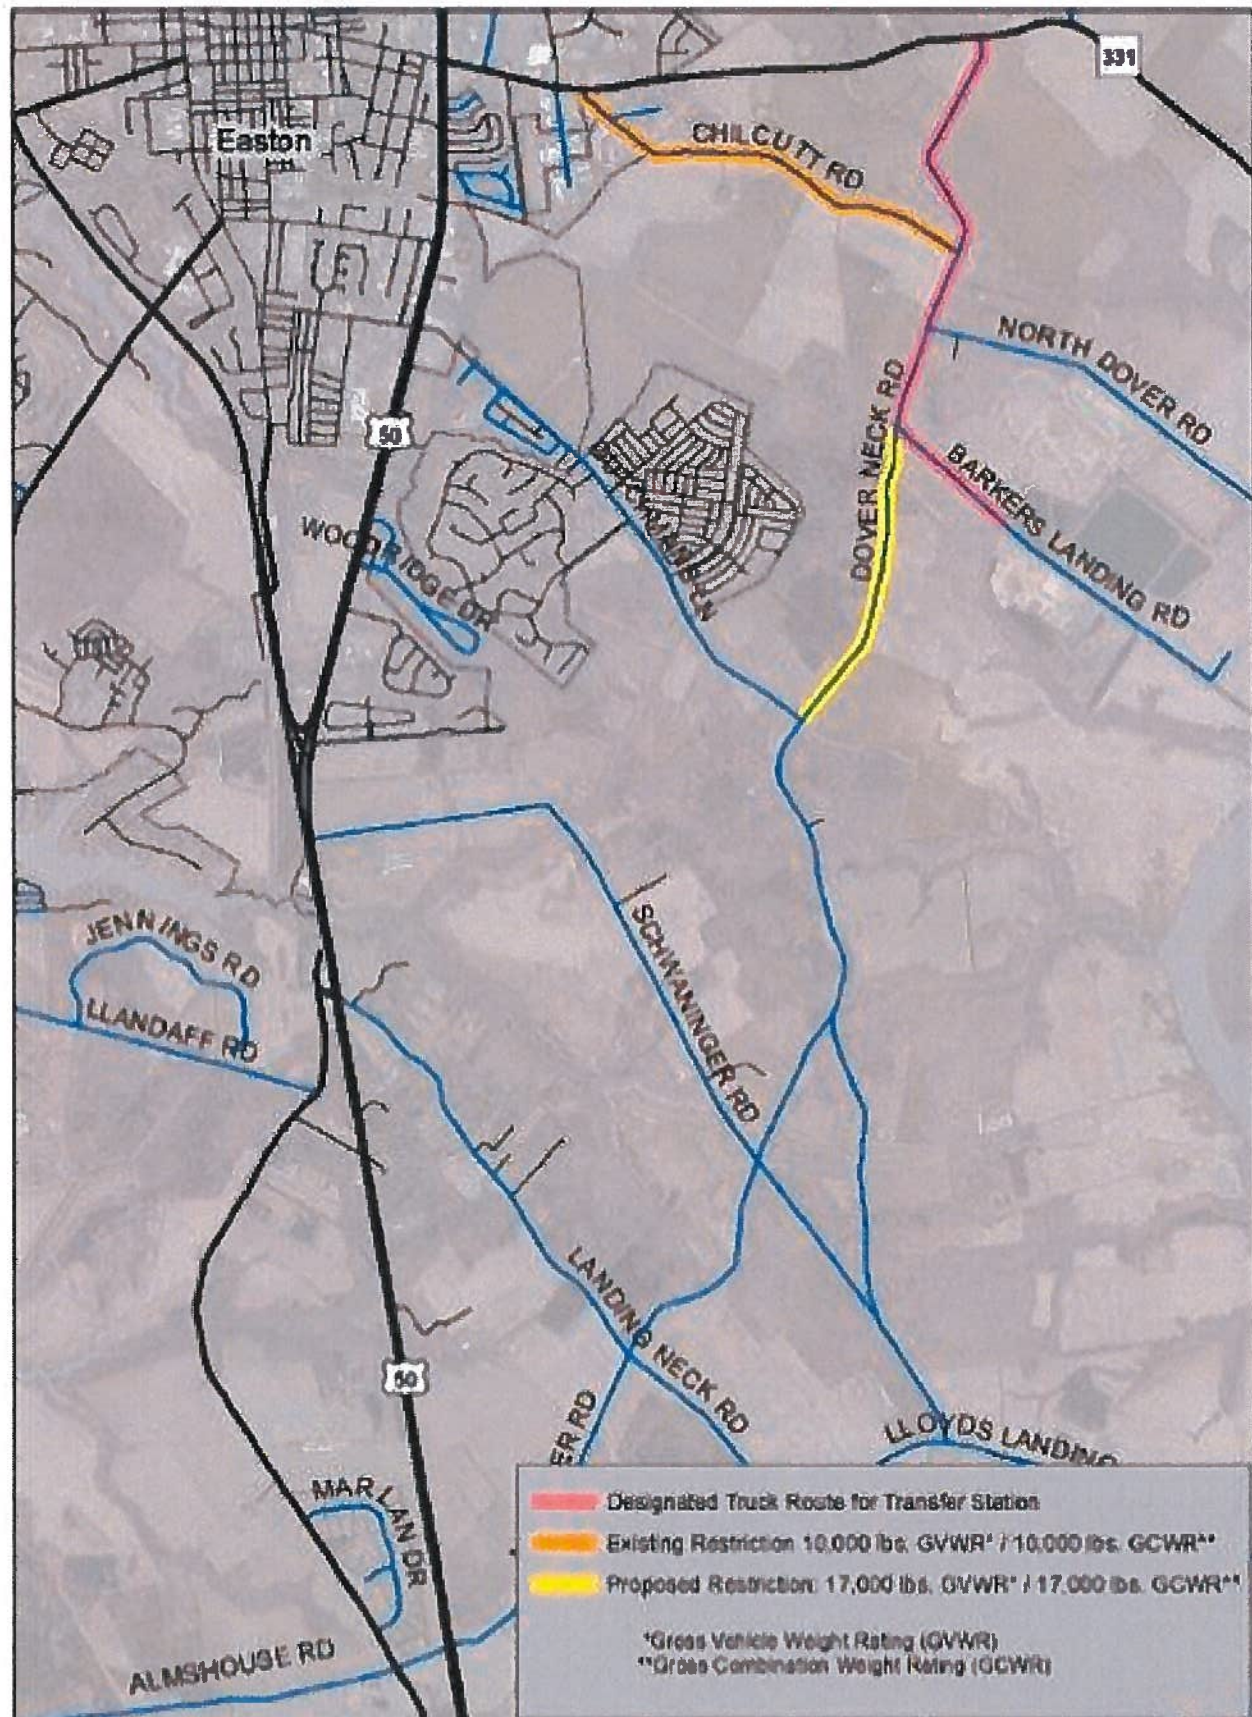 331
CHILCUTT RD
Easton
NORTH DOVER RD
50
DOVER NECK RD
BARKERS LANDING RD
WOODRIDGE DR
JENNINGS RD
LLANDAFF RD
SCHWANINGER RD
LANDING NECK RD
50
ER RD
LLOYDS LANDING
MARLAN DR
ALMSHOUSE RD
Designated Truck Route for Transfer Station
Existing Restriction 10,000 lbs. GVWR* / 10,000 lbs. GCWR**
Proposed Restriction: 17,000 lbs. GVWR* / 17,000 lbs. GCWR**
*Gross Vehicle Weight Rating (GVWR)
**Gross Combination Weight Rating (GCWR)